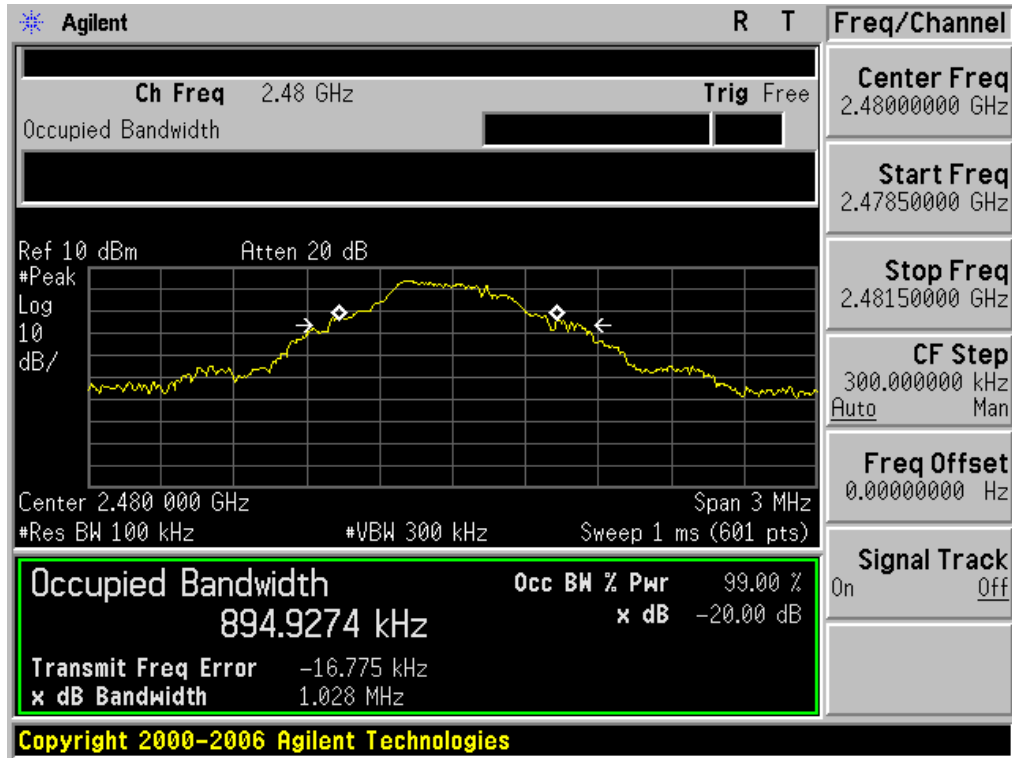 Agilent R T Freq/Channel
Ch Freq 2.48 GHz Trig Free
Occupied Bandwidth
Center Freq
2.48000000 GHz
Start Freq
2.47850000 GHz
Stop Freq
2.48150000 GHz
CF Step
300.000000 kHz
Auto Man
Freq Offset
0.00000000 Hz
Signal Track
On Off
Ref 10 dBm Atten 20 dB
#Peak
Log
10
dB/
Center 2.480 000 GHz Span 3 MHz
#Res BW 100 kHz #VBW 300 kHz Sweep 1 ms (601 pts)
Occupied Bandwidth Occ BW % Pwr 99.00 %
894.9274 kHz x dB -20.00 dB
Transmit Freq Error -16.775 kHz
x dB Bandwidth 1.028 MHz
Copyright 2000-2006 Agilent Technologies